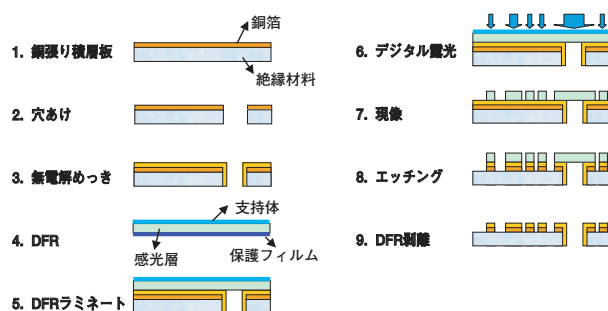 銅箔
1. 銅張り積層板
絶縁材料
2. 穴あけ
3. 無電解めっき
支持体
4. DFR
感光層
保護フィルム
5. DFRラミネート
6. デジタル露光
7. 現像
8. エッチング
9. DFR剥離